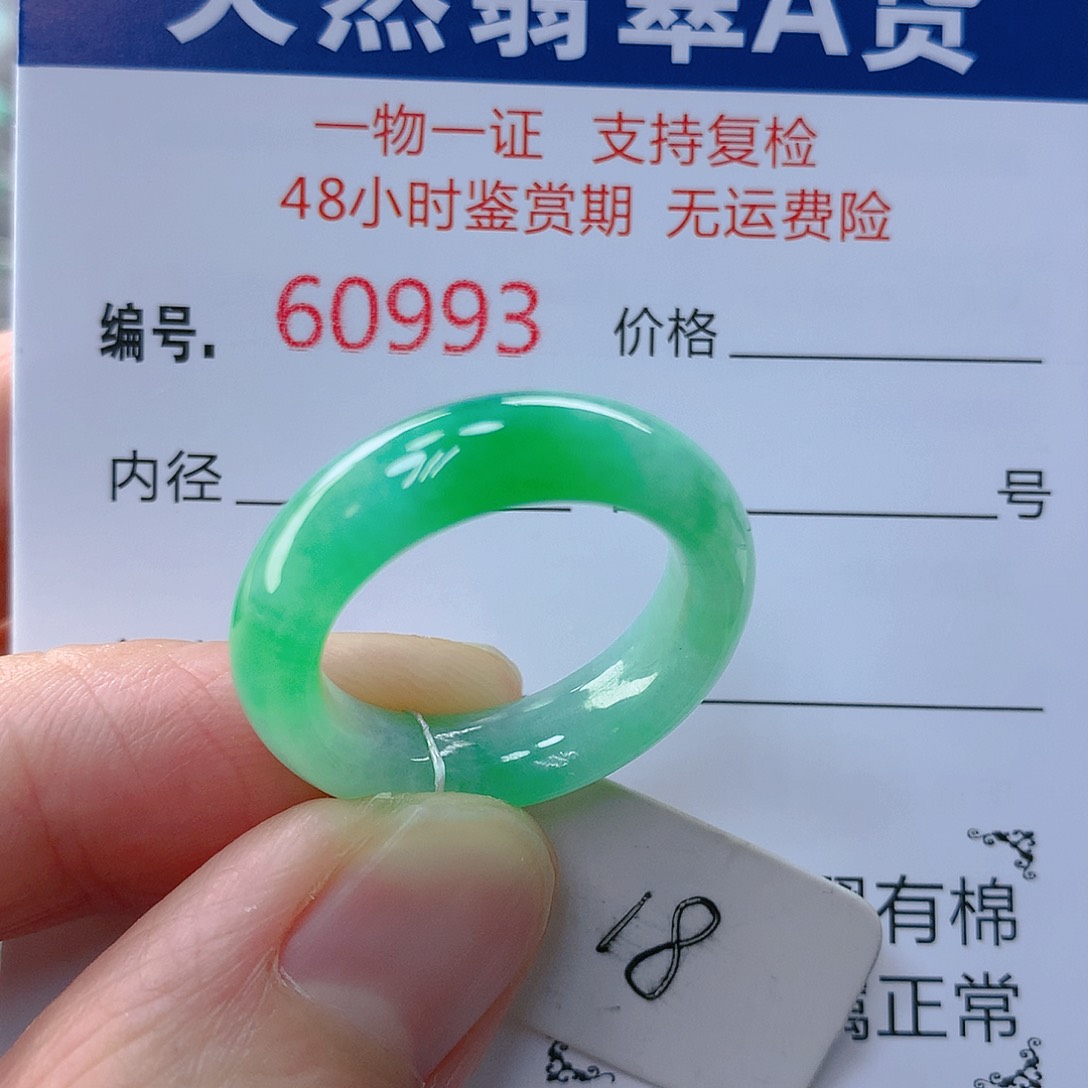 天然翡翠A货
一物一证 支持复检
48小时鉴赏期 无运费险
编号. 60993 价格
内径 号
18
有棉
正常